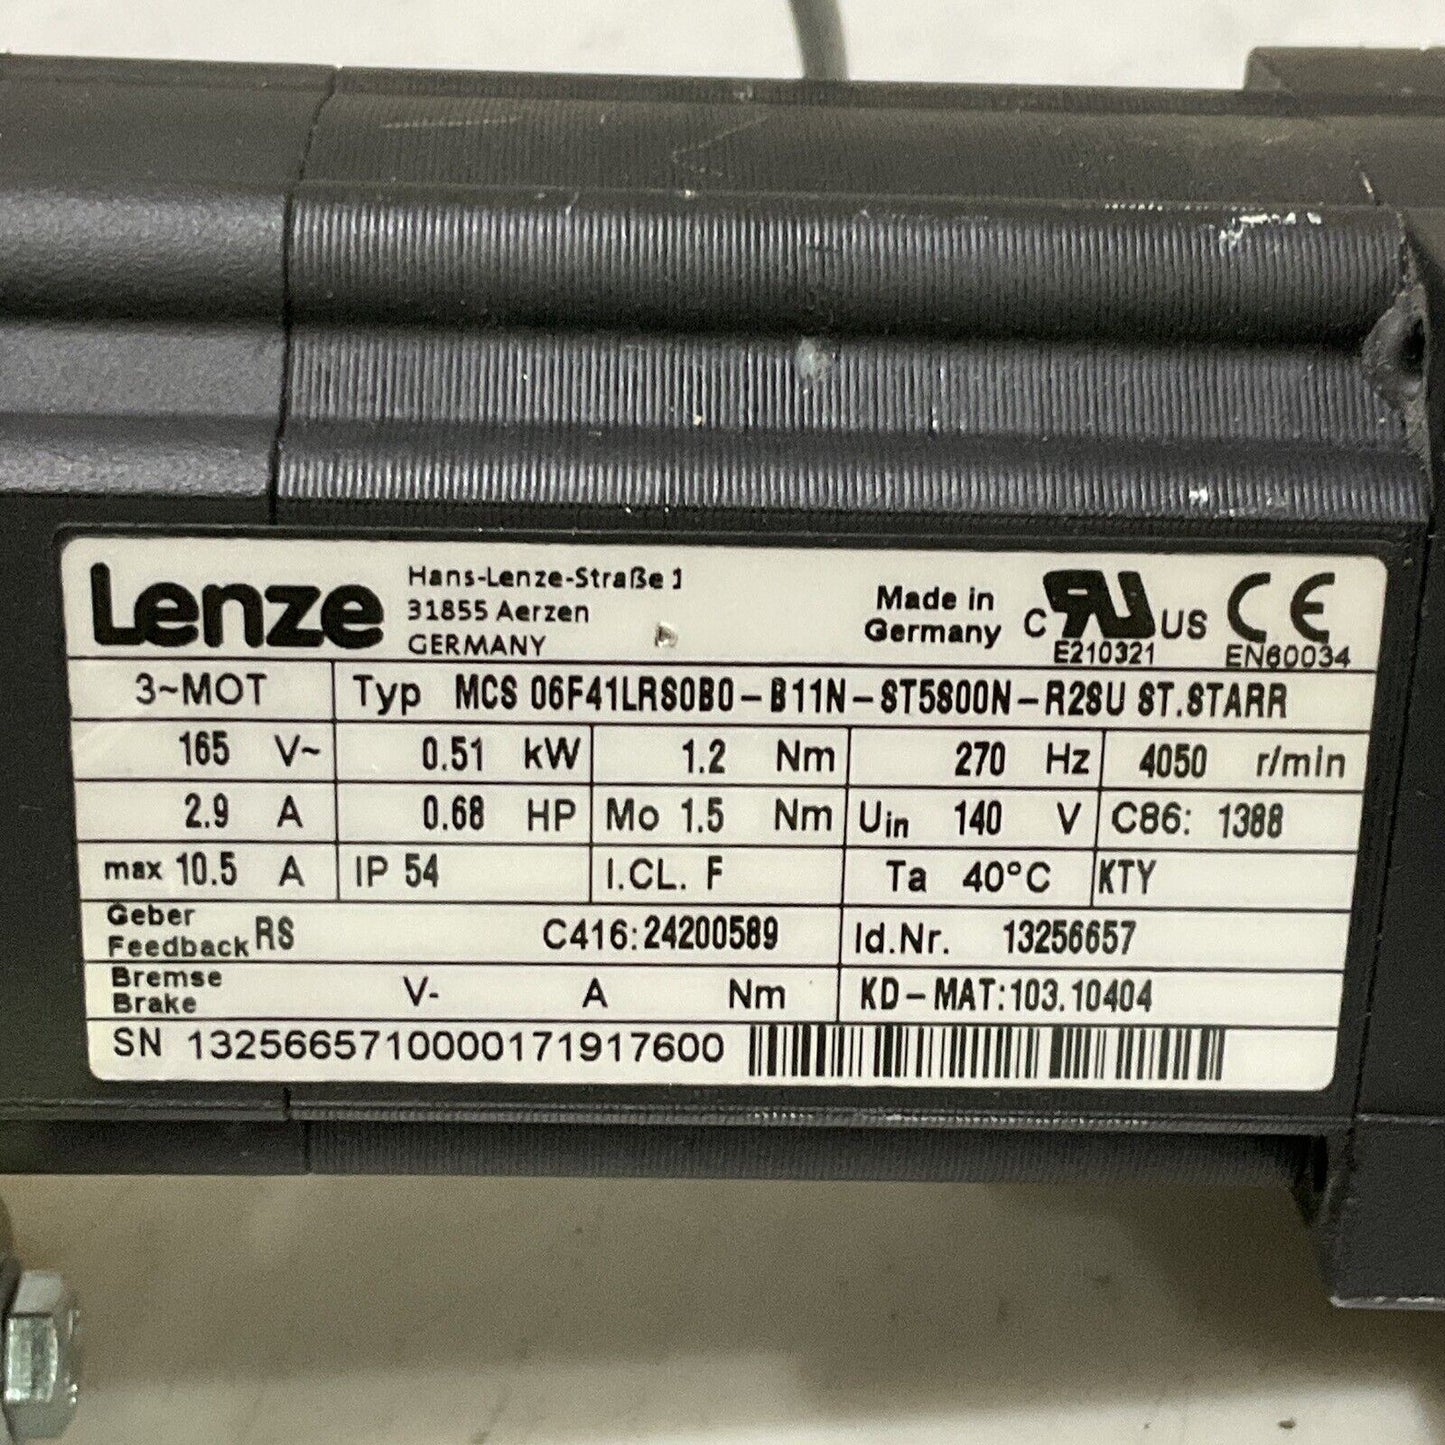 Lenze
Hans-Lenze-Straße 1
31855 Aerzen
GERMANY
Made in
Germany
C US
E210321
CE
EN60034
3~MOT Typ MCS 06F41LRS0B0-B11N-ST5S00N-R2SU ST.STARR
165 V~ 0.51 kW 1.2 Nm 270 Hz 4050 r/min
2.9 A 0.68 HP Mo 1.5 Nm Uin 140 V C86: 1388
max 10.5 A IP 54 I.CL. F Ta 40°C KTY
Geber
Feedback RS C416:24200589 Id.Nr. 13256657
Bremse
Brake V- A Nm KD-MAT:103.10404
SN 1325665710000171917600